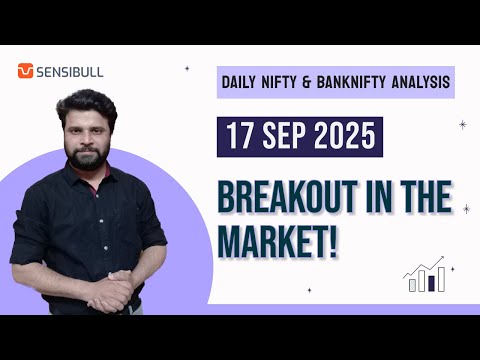 SENSIBULL
DAILY NIFTY & BANKNIFTY ANALYSIS
17 SEP 2025
BREAKOUT IN THE
MARKET!